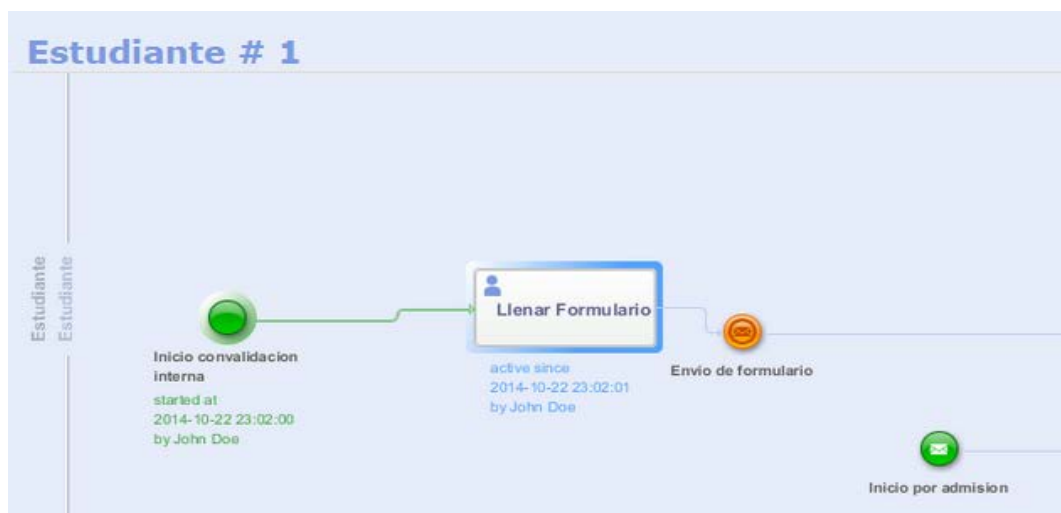 Estudiante # 1
Estudiante
Estudiante
Inicio convalidacion
interna
started at
2014-10-22 23:02:00
by John Doe
Llenar Formulario
active since
2014-10-22 23:02:01
by John Doe
Envio de formulario
Inicio por admision